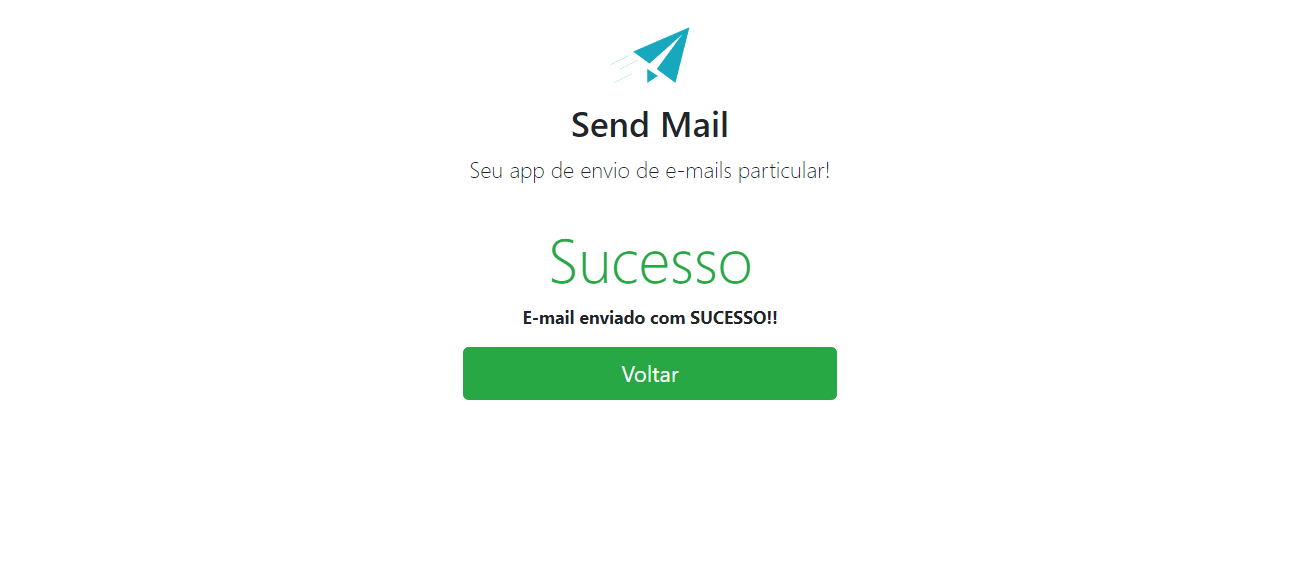 Send Mail
Seu app de envio de e-mails particular!
Sucesso
E-mail enviado com SUCESSO!!
Voltar